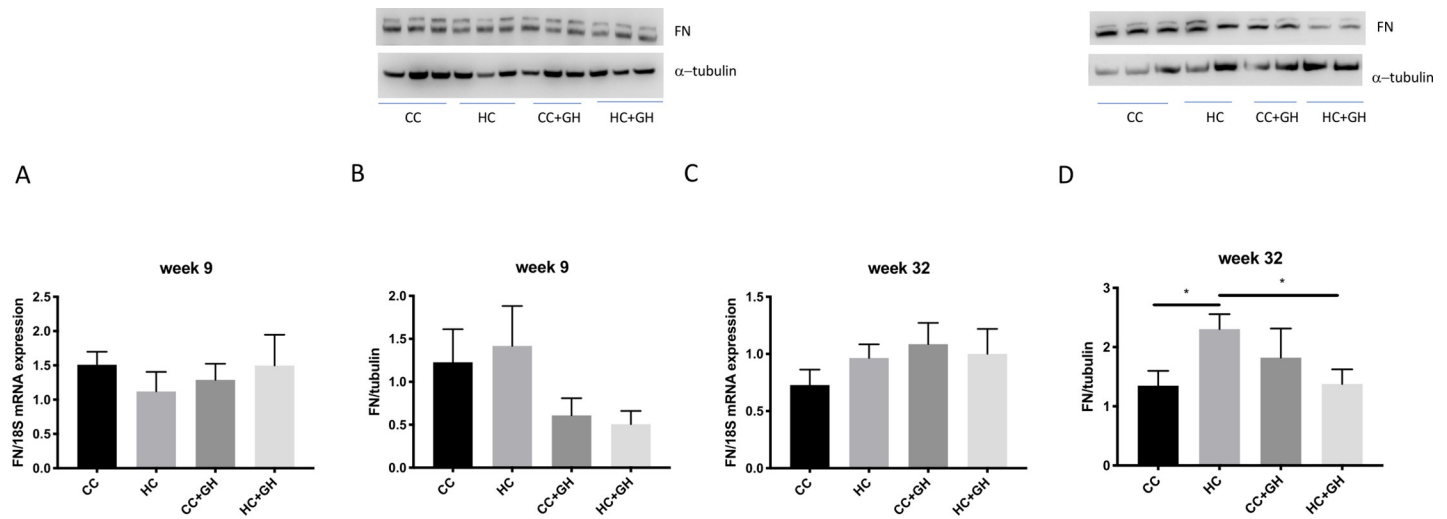 FN
α−tubulin
CC HC CC+GH HC+GH
FN
α−tubulin
CC HC CC+GH HC+GH
A
B
C
D
week 9
FN/18S mRNA expression
2.5
2.0
1.5
1.0
0.5
0.0
CC
HC
CC+GH
HC+GH
week 9
FN/tubulin
2.0
1.5
1.0
0.5
0.0
CC
HC
CC+GH
HC+GH
week 32
FN/18S mRNA expression
1.5
1.0
0.5
0.0
CC
HC
CC+GH
HC+GH
week 32
* *
FN/tubulin
3
2
1
0
CC
HC
CC+GH
HC+GH